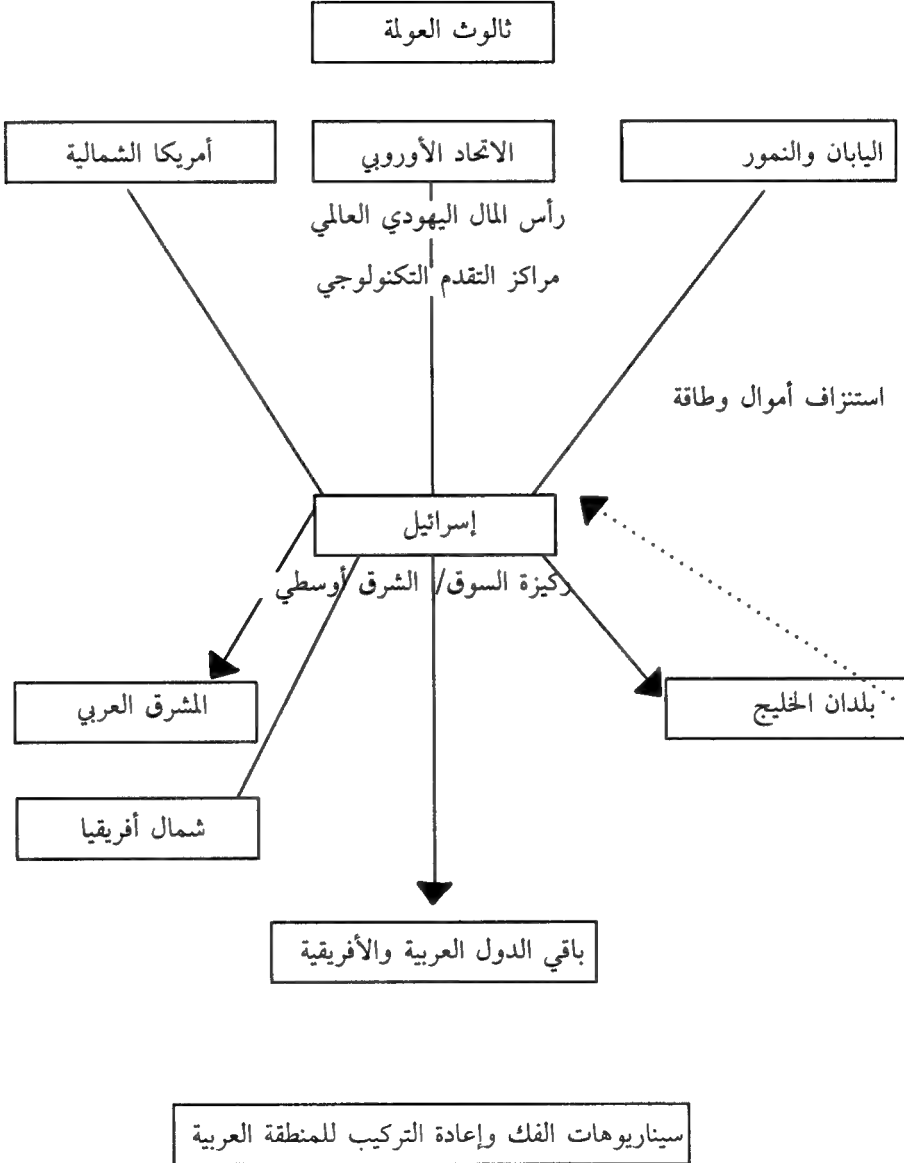 ثالوث العولمة
اليابان والنمور
الاتحاد الأوروبي
أمريكا الشمالية
رأس المال اليهودي العالمي
مراكز التقدم التكنولوجي
استنزاف أموال وطاقة
إسرائيل
ركيزة السوق/ الشرق أوسطي
بلدان الخليج
المشرق العربي
شمال أفريقيا
باقي الدول العربية والأفريقية
سيناريوهات الفك وإعادة التركيب للمنطقة العربية